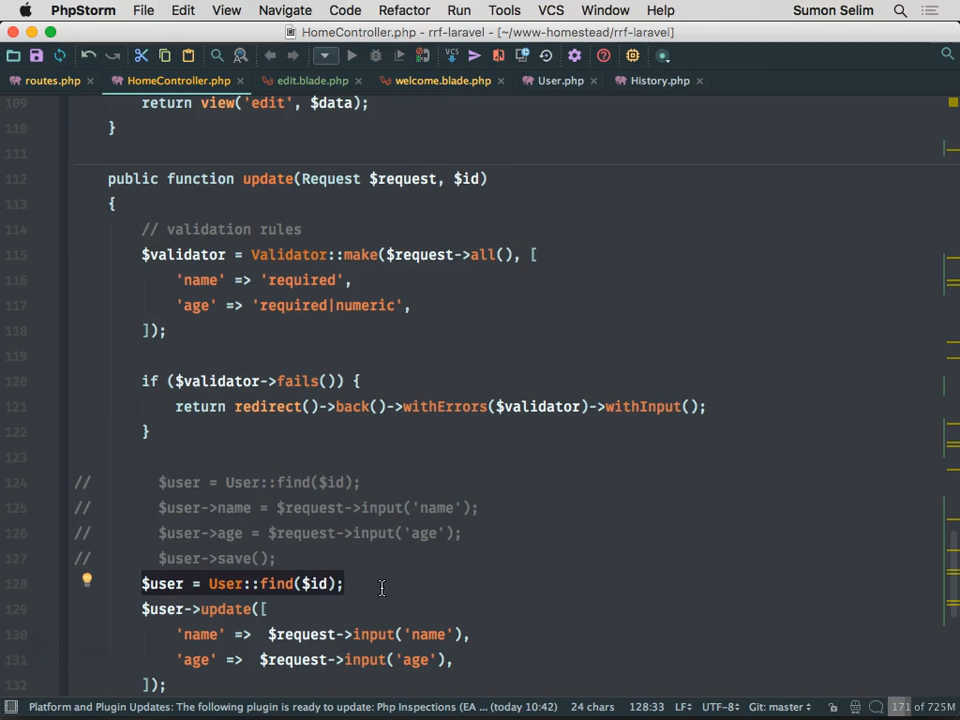 PhpStorm File Edit View Navigate Code Refactor Run Tools VCS Window Help Sumon Selim
HomeController.php - rrf-laravel - [~/www-homestead/rrf-laravel]
routes.php HomeController.php edit.blade.php welcome.blade.php User.php History.php
109 return view('edit', $data);
110 }
111
112 public function update(Request $request, $id)
113 {
114 // validation rules
115 $validator = Validator::make($request->all(), [
116 'name' => 'required',
117 'age' => 'required|numeric',
118 ]);
119
120 if ($validator->fails()) {
121 return redirect()->back()->withErrors($validator)->withInput();
122 }
123
124 // $user = User::find($id);
125 // $user->name = $request->input('name');
126 // $user->age = $request->input('age');
127 // $user->save();
128 $user = User::find($id);
129 $user->update([
130 'name' => $request->input('name'),
131 'age' => $request->input('age'),
132 ]);
Platform and Plugin Updates: The following plugin is ready to update: Php Inspections (EA ... (today 10:42) 24 chars 128:33 LF÷ UTF-8÷ Git: master÷ 171 of 725M